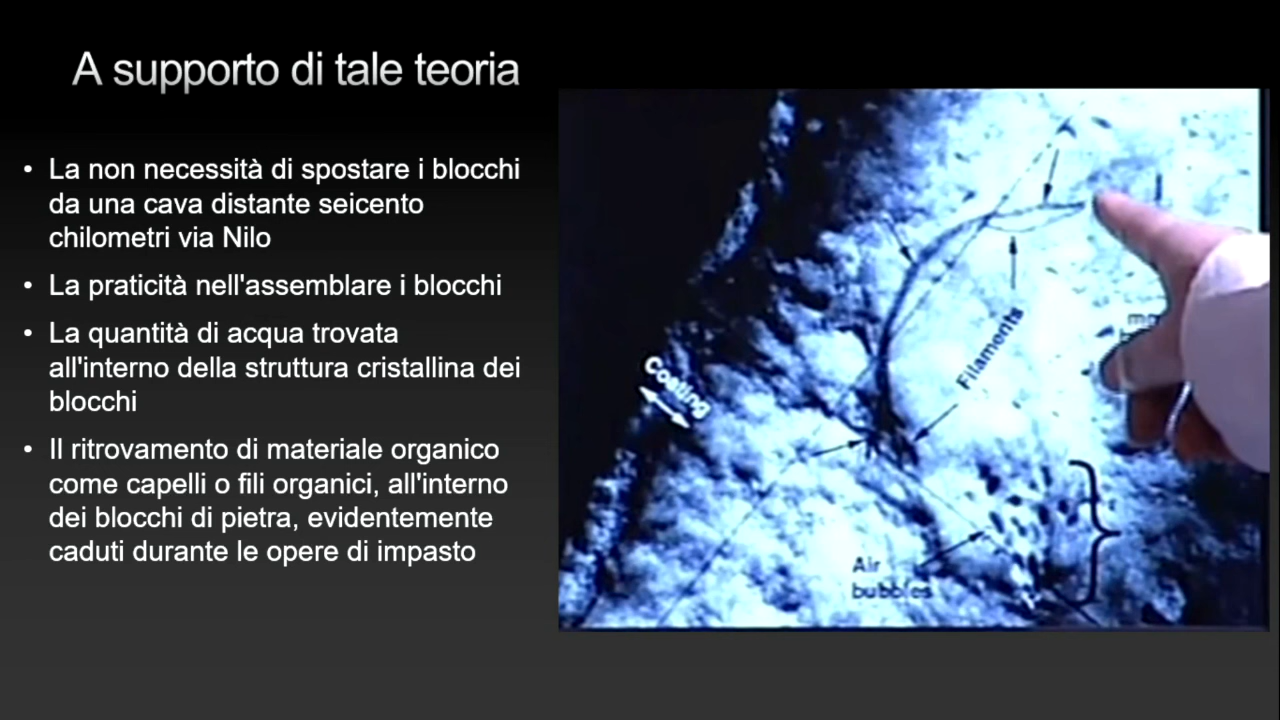 A supporto di tale teoria
• La non necessità di spostare i blocchi
da una cava distante seicento
chilometri via Nilo
• La praticità nell'assemblare i blocchi
• La quantità di acqua trovata
all'interno della struttura cristallina dei
blocchi
• Il ritrovamento di materiale organico
come capelli o fili organici, all'interno
dei blocchi di pietra, evidentemente
caduti durante le opere di impasto
Coating
Filaments
Air
bubbles